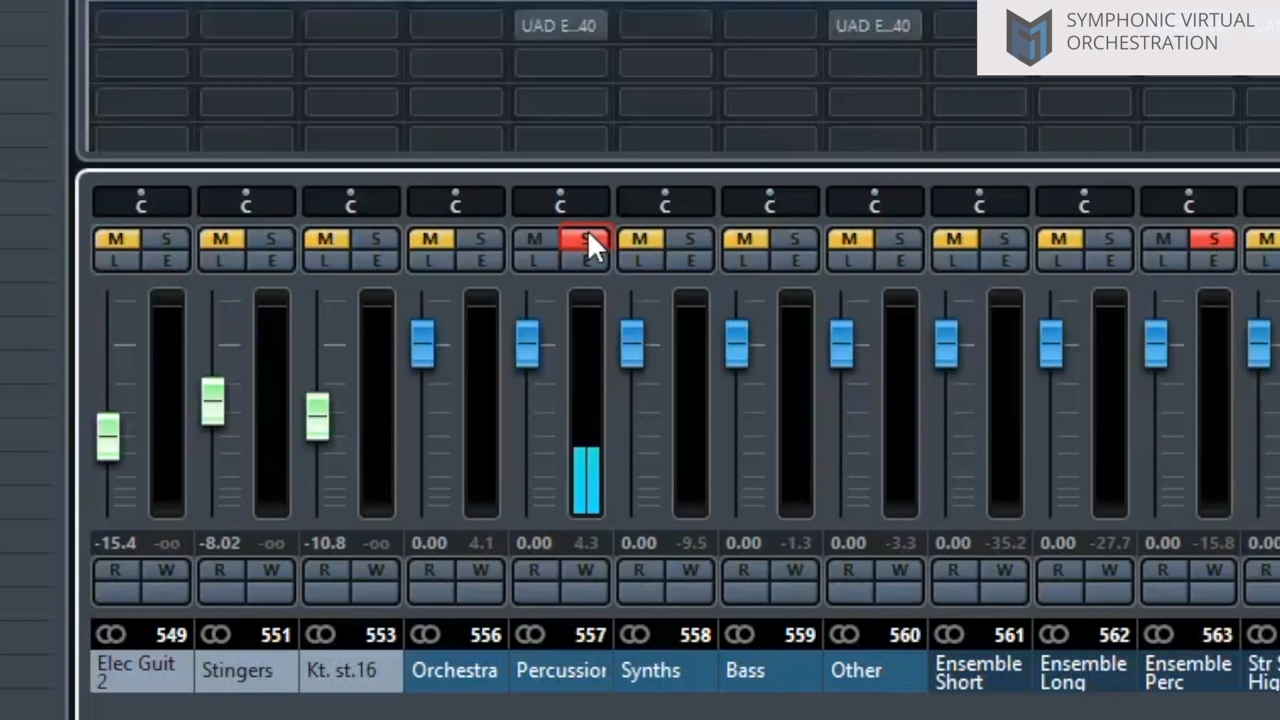 UAD E...40
UAD E...40
SYMPHONIC VIRTUAL
ORCHESTRATION
C C C C C C C C C C C
M S M S M S M S M S M S M S M S M S M S M S M
L E L E L E L E L E L E L E L E L E L E L E L
-15.4 -oo -8.02 -oo -10.8 -oo 0.00 4.1 0.00 4.3 0.00 -9.5 0.00 -1.3 0.00 -3.3 0.00 -35.2 0.00 -27.7 0.00 -15.8
R W R W R W R W R W R W R W R W R W R W R W R
549 551 553 556 557 558 559 560 561 562 563
Elec Guit
2
Stingers
Kt. st.16
Orchestra
Percussior
Synths
Bass
Other
Ensemble
Short
Ensemble
Long
Ensemble
Perc
Str